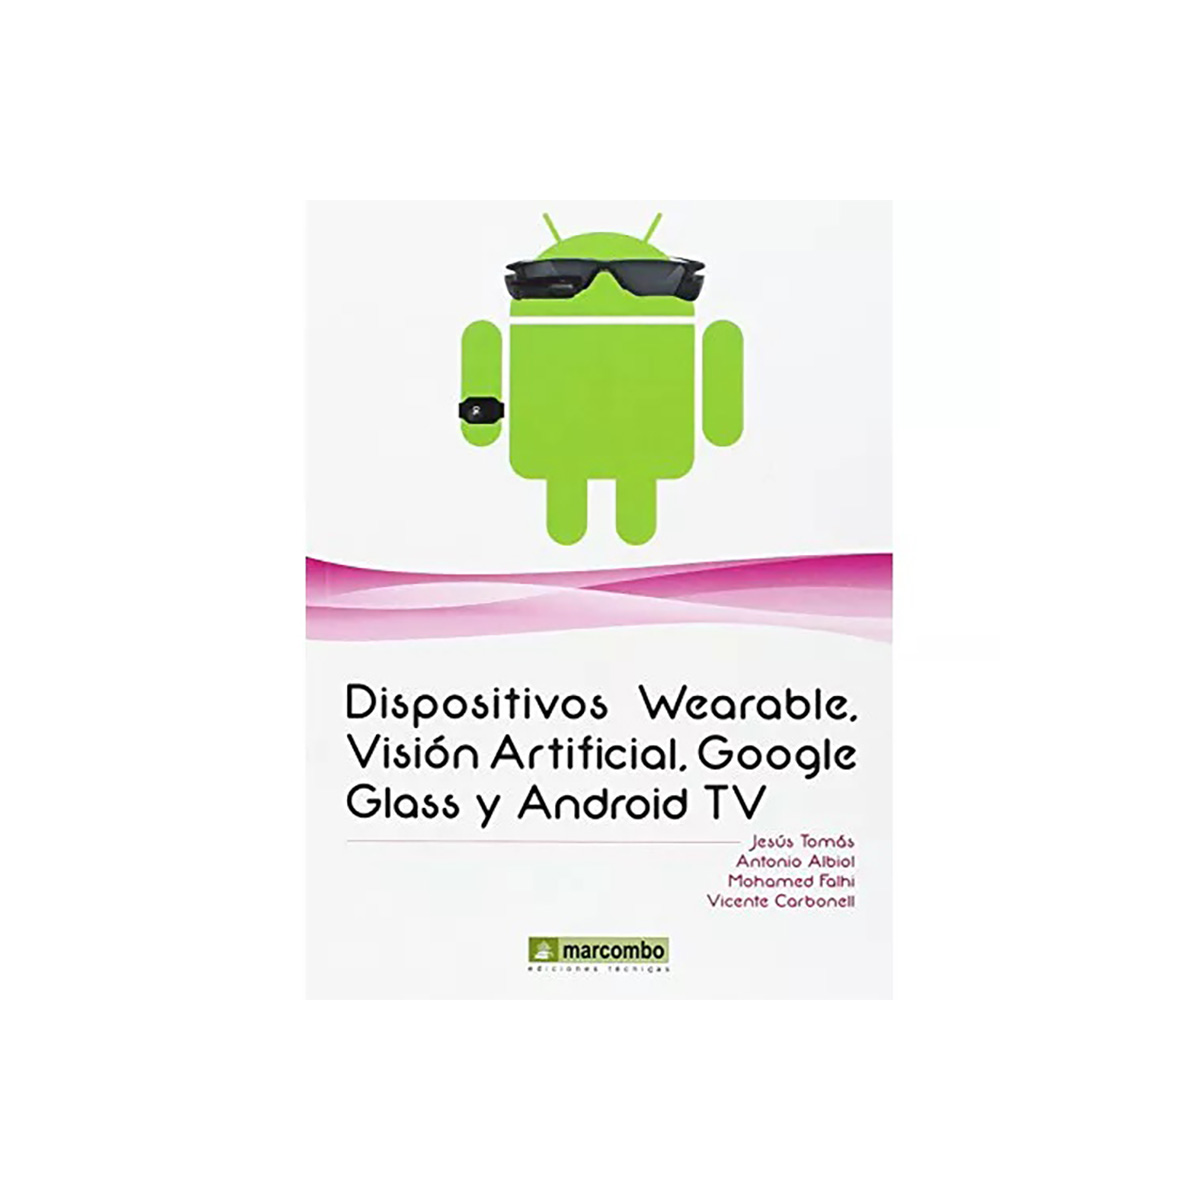 Dispositivos Wearable,
Visión Artificial, Google
Glass y Android TV
Jesús Tomás
Antonio Albiol
Mohamed Falhi
Vicente Carbonell
marcombo
ediciones técnicas